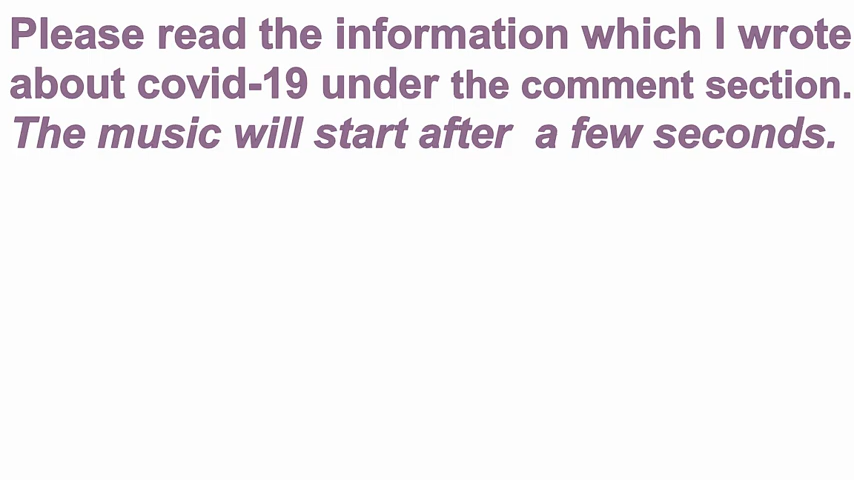 Please read the information which I wrote
about covid-19 under the comment section.
The music will start after  a few seconds.